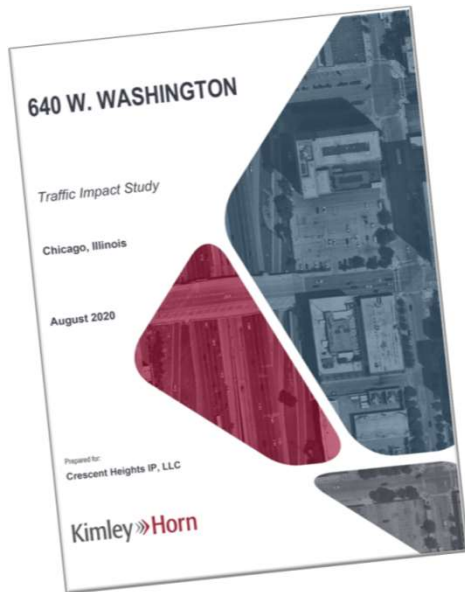 640 W. WASHINGTON
Traffic Impact Study
Chicago, Illinois
August 2020
Prepared for:
Crescent Heights IP, LLC
Kimley»Horn